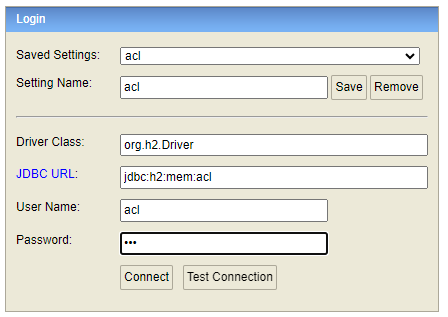 Login
Saved Settings: acl
Setting Name: acl Save Remove
Driver Class: org.h2.Driver
JDBC URL: jdbc:h2:mem:acl
User Name: acl
Password: •••
Connect Test Connection